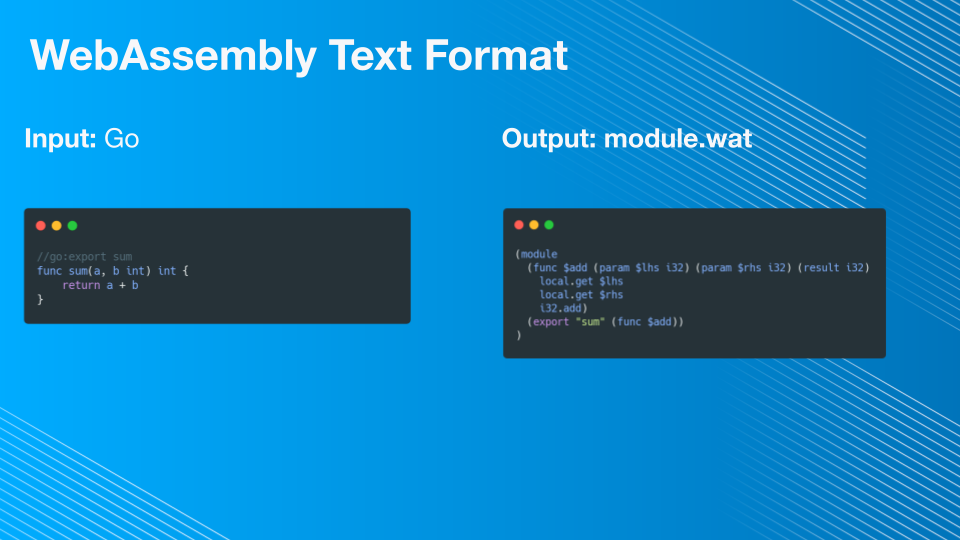 WebAssembly Text Format
Input: Go
//go:export sum
func sum(a, b int) int {
    return a + b
}
Output: module.wat
(module
  (func $add (param $lhs i32) (param $rhs i32) (result i32)
    local.get $lhs
    local.get $rhs
    i32.add)
  (export "sum" (func $add))
)